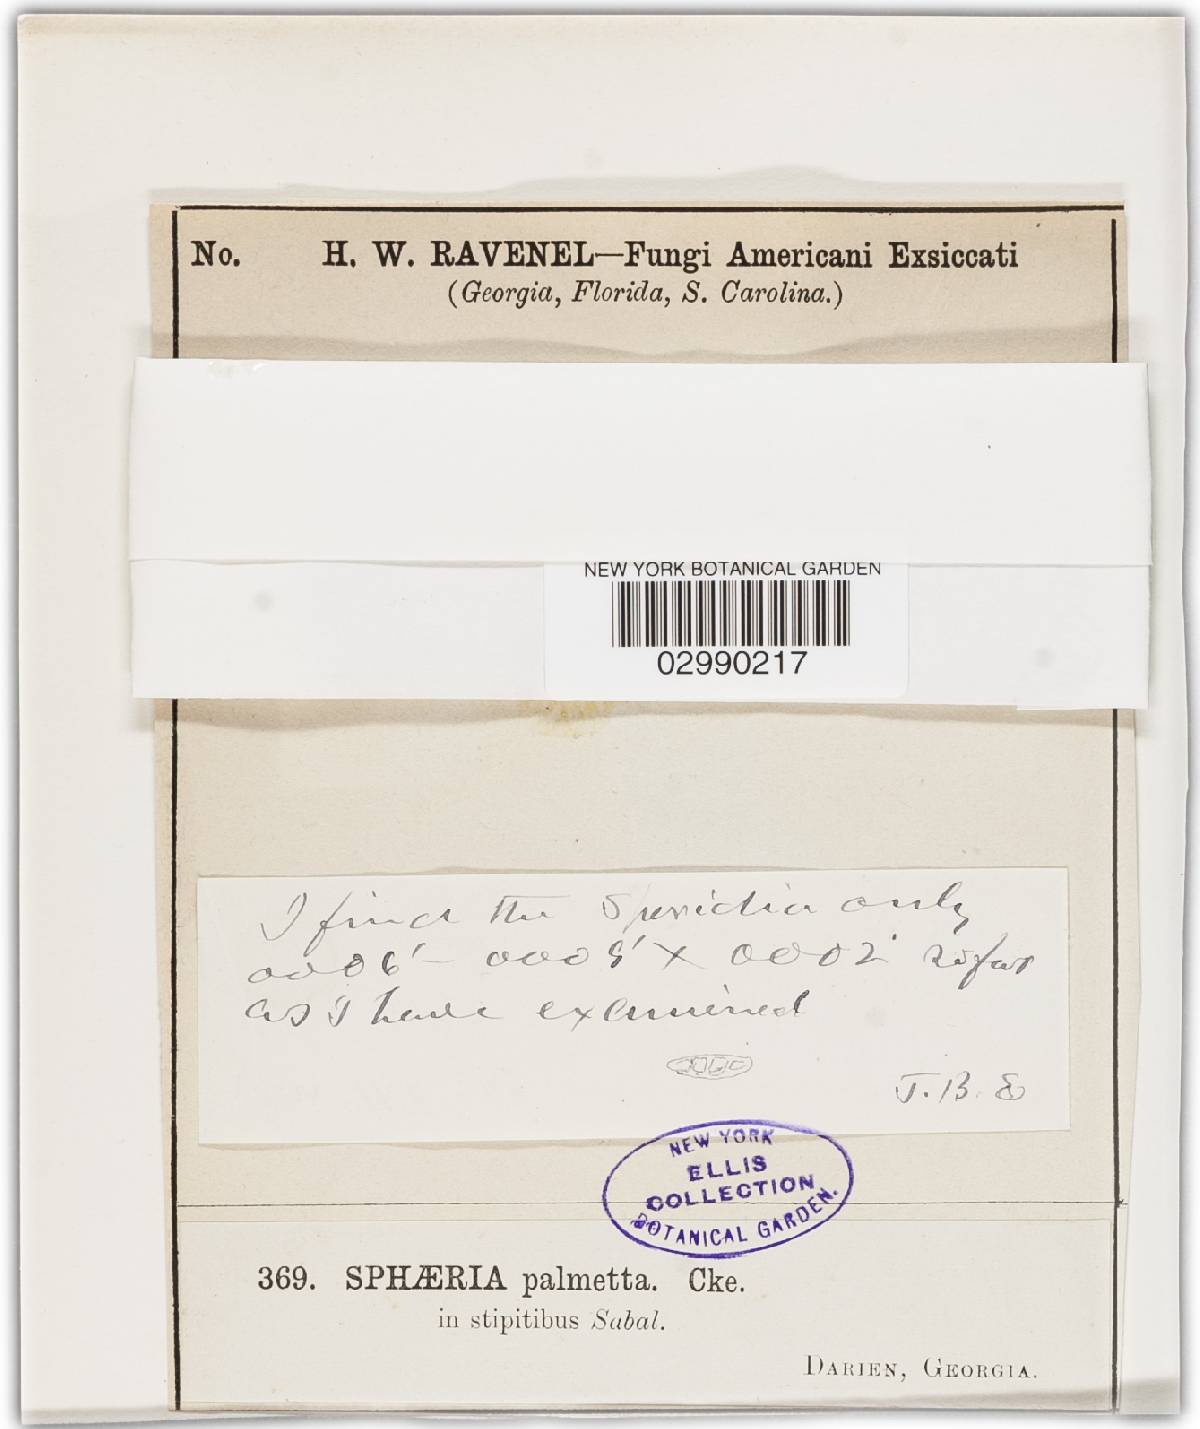 No. H. W. RAVENEL—Fungi Americani Exsiccati
(Georgia, Florida, S. Carolina.)
NEW YORK BOTANICAL GARDEN
02990217
I find the Sporidia only
.0006'–.0008' × .0002' so far
as I have examined
J. B. E
NEW YORK
ELLIS
COLLECTION
BOTANICAL GARDEN.
369. SPHÆRIA palmetta. Cke.
in stipitibus Sabal.
DARIEN, GEORGIA.